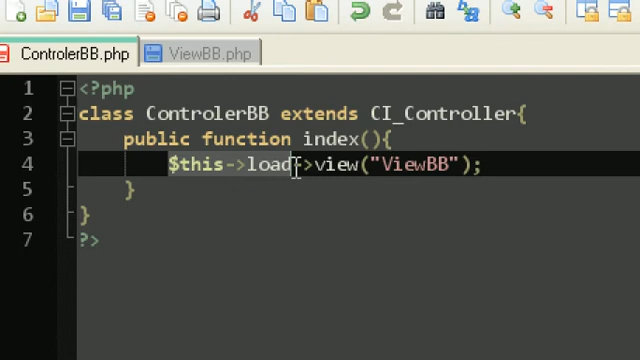 ControlerBB.php
ViewBB.php
1 <?php
2 class ControlerBB extends CI_Controller{
3 public function index(){
4 $this->load->view("ViewBB");
5 }
6 }
7 ?>